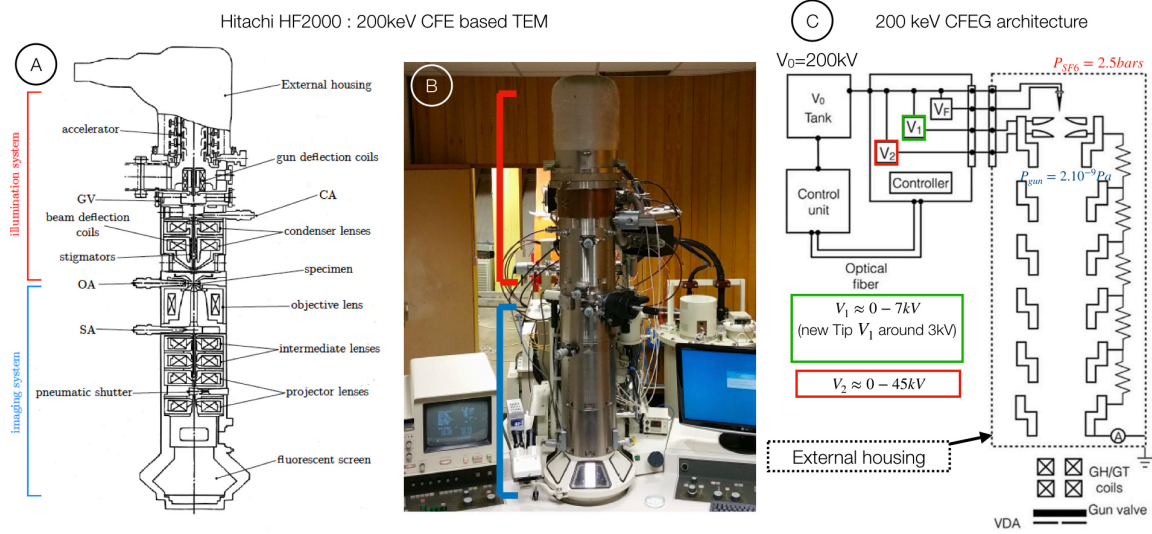 Hitachi HF2000 : 200keV CFE based TEM
A
External housing
accelerator
gun deflection coils
GV
CA
beam deflection
coils
condenser lenses
stigmators
specimen
OA
objective lens
SA
intermediate lenses
pneumatic shutter
projector lenses
fluorescent screen
illumination system
imaging system
B
C
200 keV CFEG architecture
V₀=200kV
P_SF6 = 2.5bars
V₀
Tank
V_F
V₁
V₂
P_gun = 2.10⁻⁹Pa
Controller
Control
unit
Optical
fiber
V₁ ≈ 0 – 7kV
(new Tip V₁ around 3kV)
V₂ ≈ 0 – 45kV
External housing
A
GH/GT
coils
Gun valve
VDA